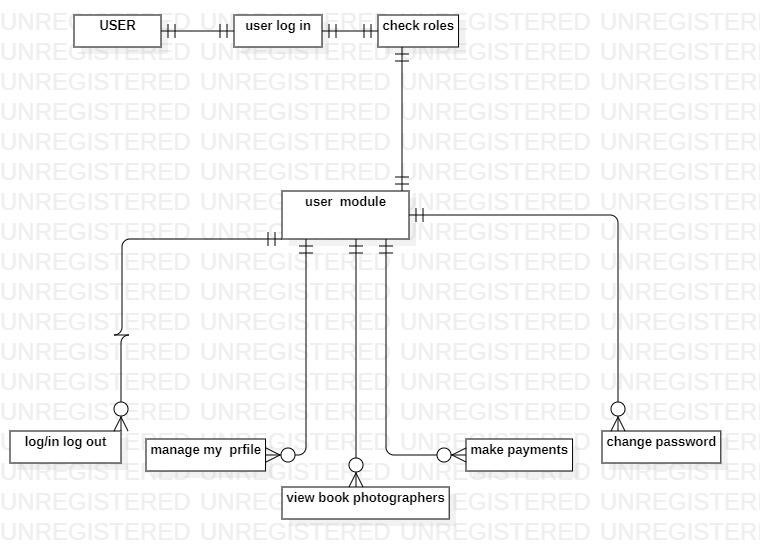 USER
user log in
check roles
user module
log/in log out
manage my prfile
make payments
change password
view book photographers
UNREGISTERED UNREGISTERED UNREGISTERED UNREGISTERED